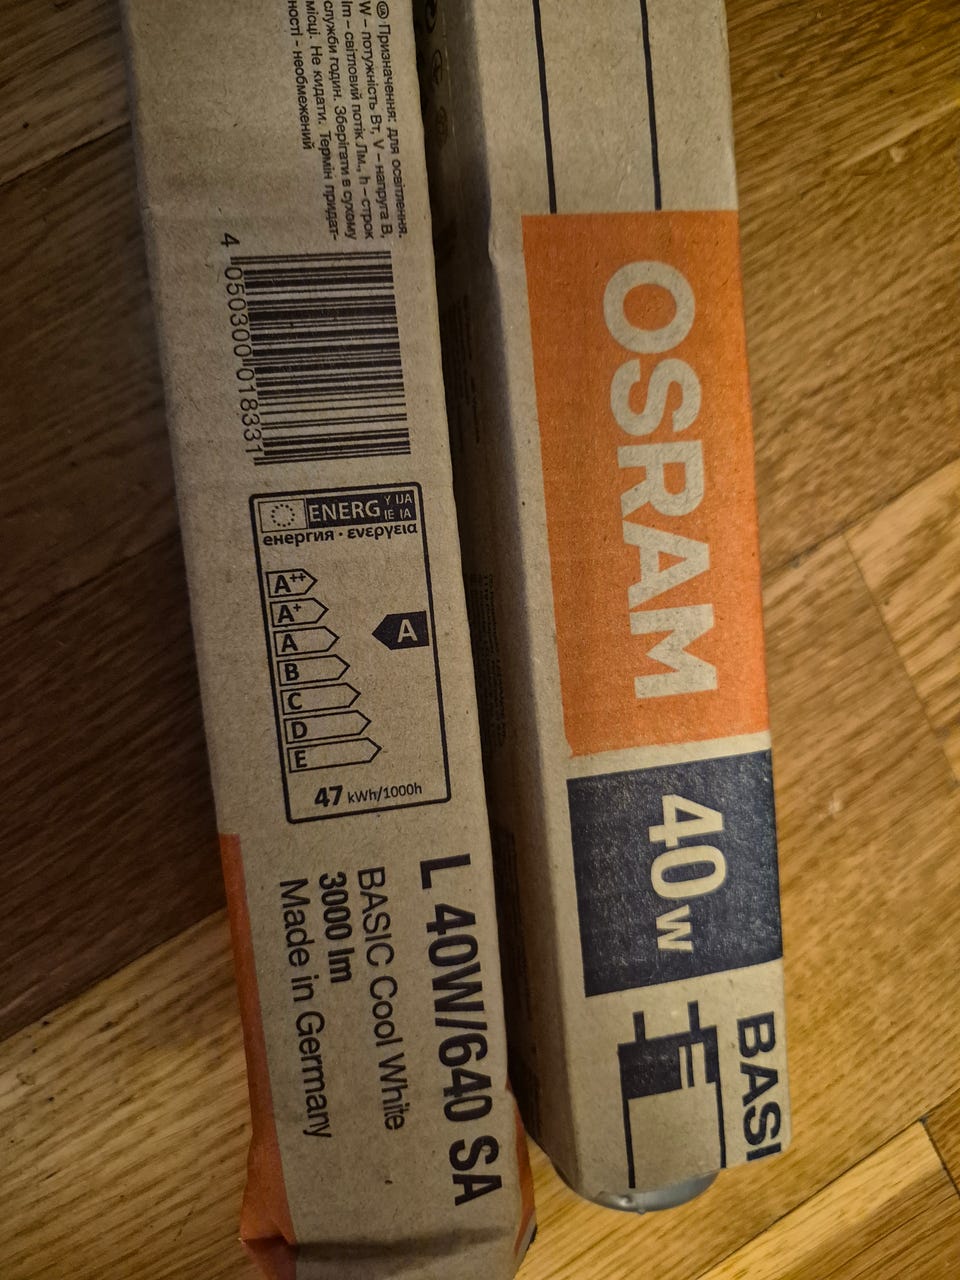 UA Призначення: для освітлення.
W – потужність Вт, V – напруга В,
lm – світловий потік Лм., h – строк
служби годин. Зберігати в сухому
місці. Не кидати. Термін придат-
ності – необмежений
4 050300 018331
ENERG Y IJA
IE IA
енергия · ενεργεια
A++
A+
A
B
C
D
E
A
47 kWh/1000h
L 40W/640 SA
BASIC Cool White
3000 lm
Made in Germany
OSRAM
40W
BASI